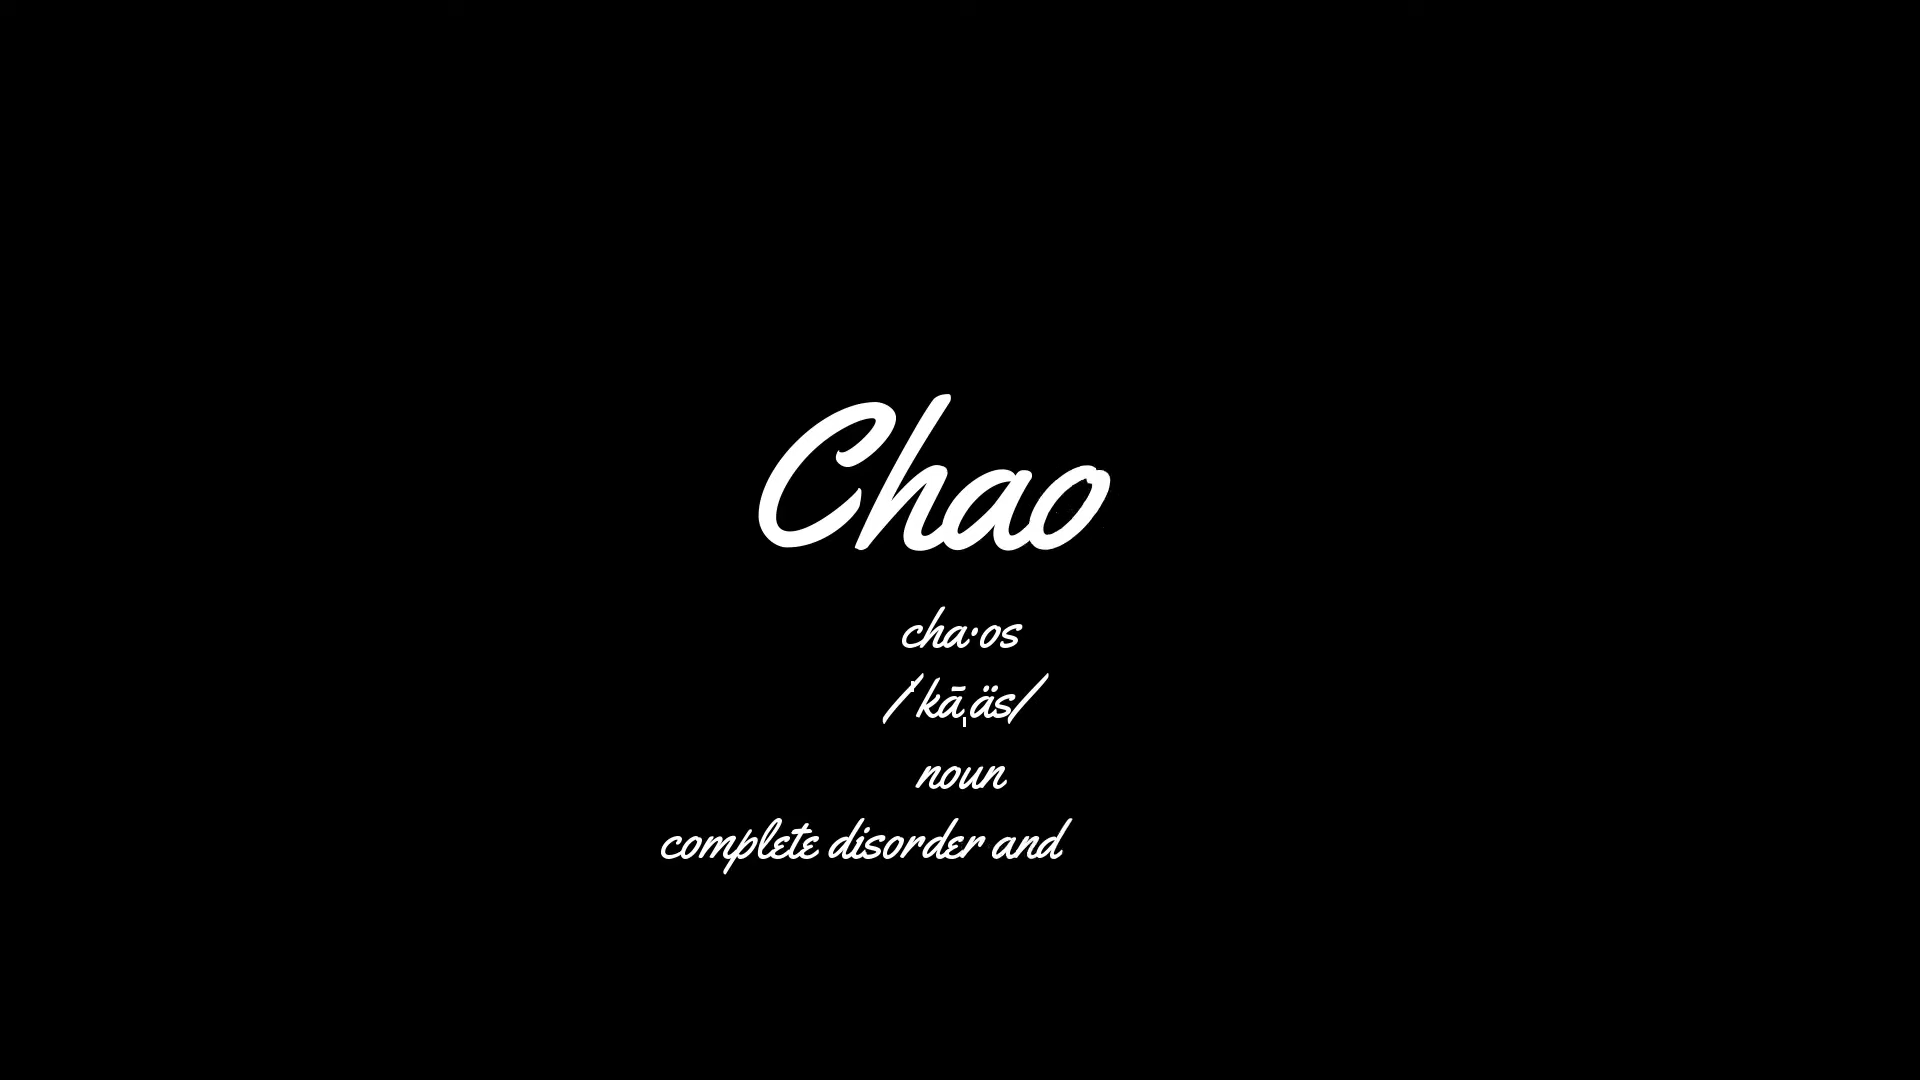 Chao
cha·os
/ˈkāˌäs/
noun
complete disorder and